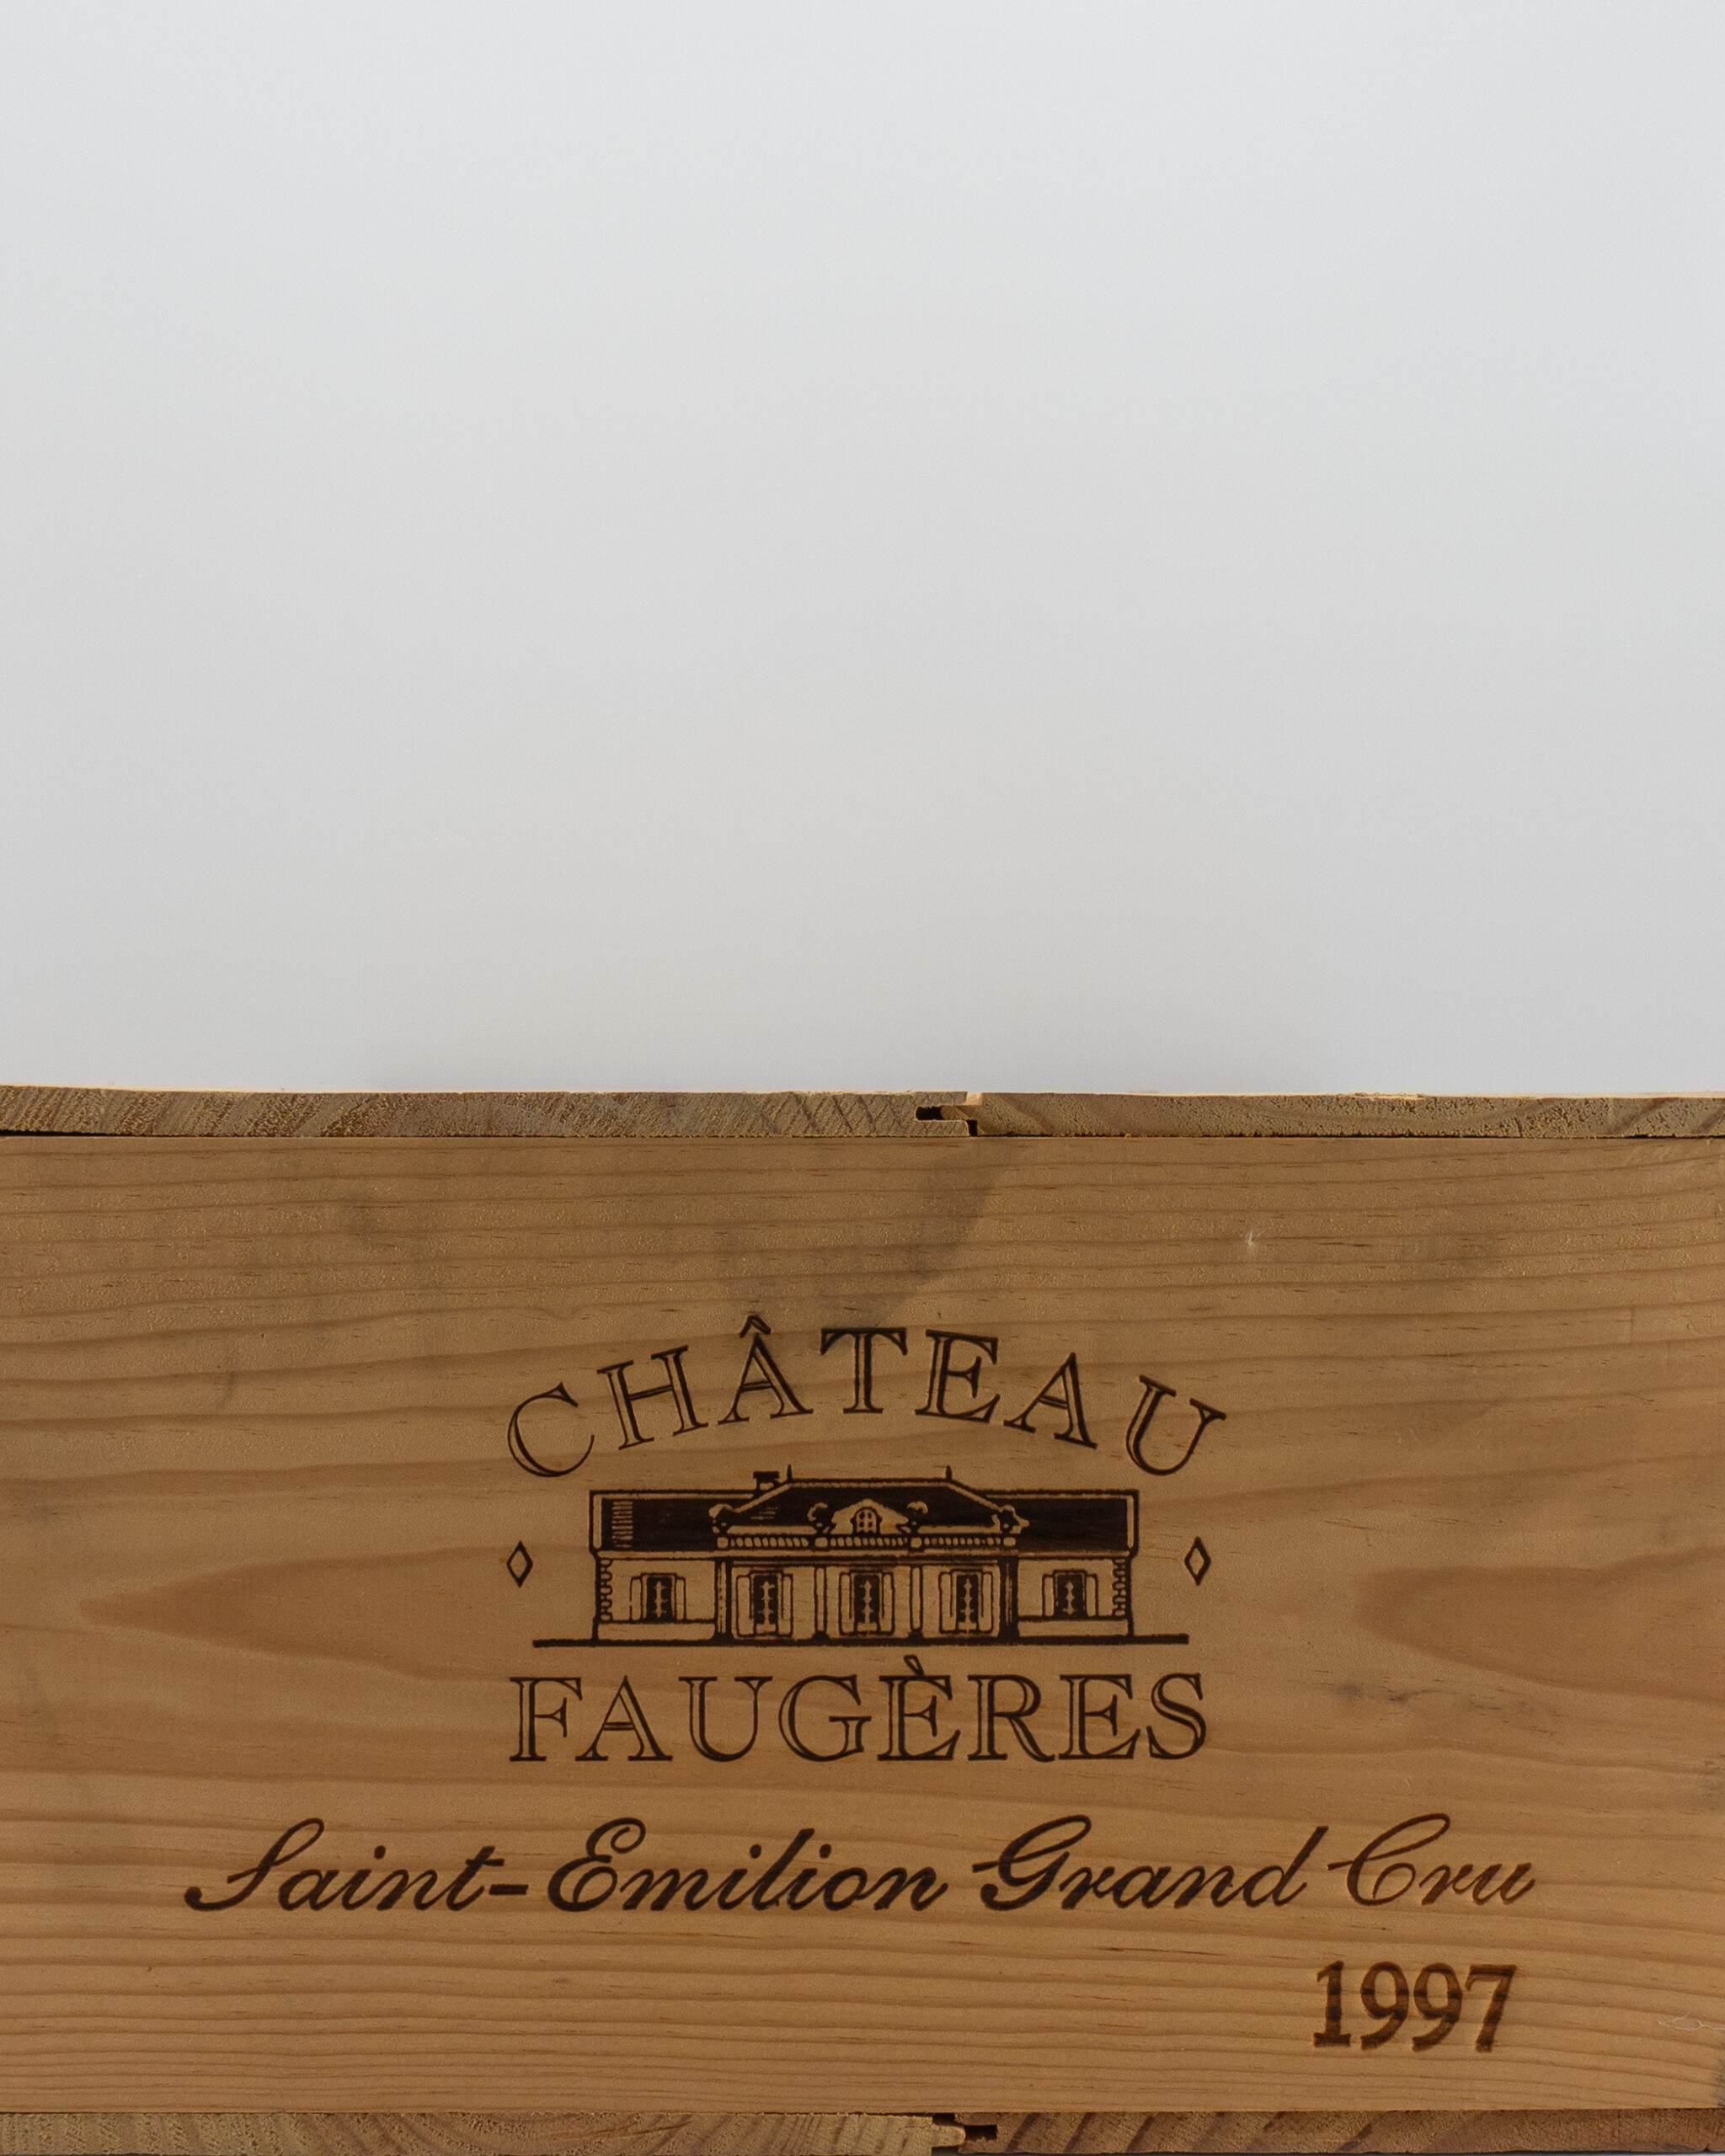 CHÂTEAU
FAUGÈRES
Saint-Emilion Grand Cru
1997